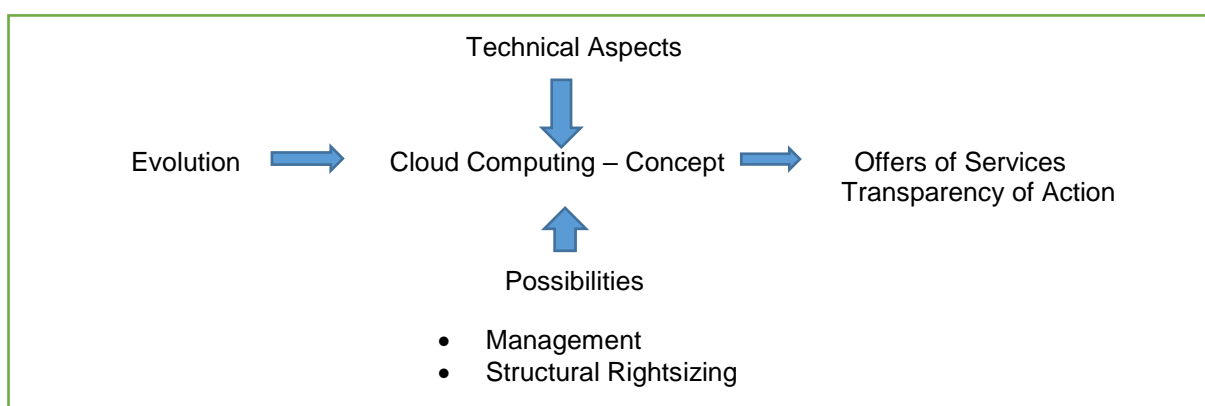 Technical Aspects
Evolution
Cloud Computing – Concept
Offers of Services
Transparency of Action
Possibilities
• Management
• Structural Rightsizing